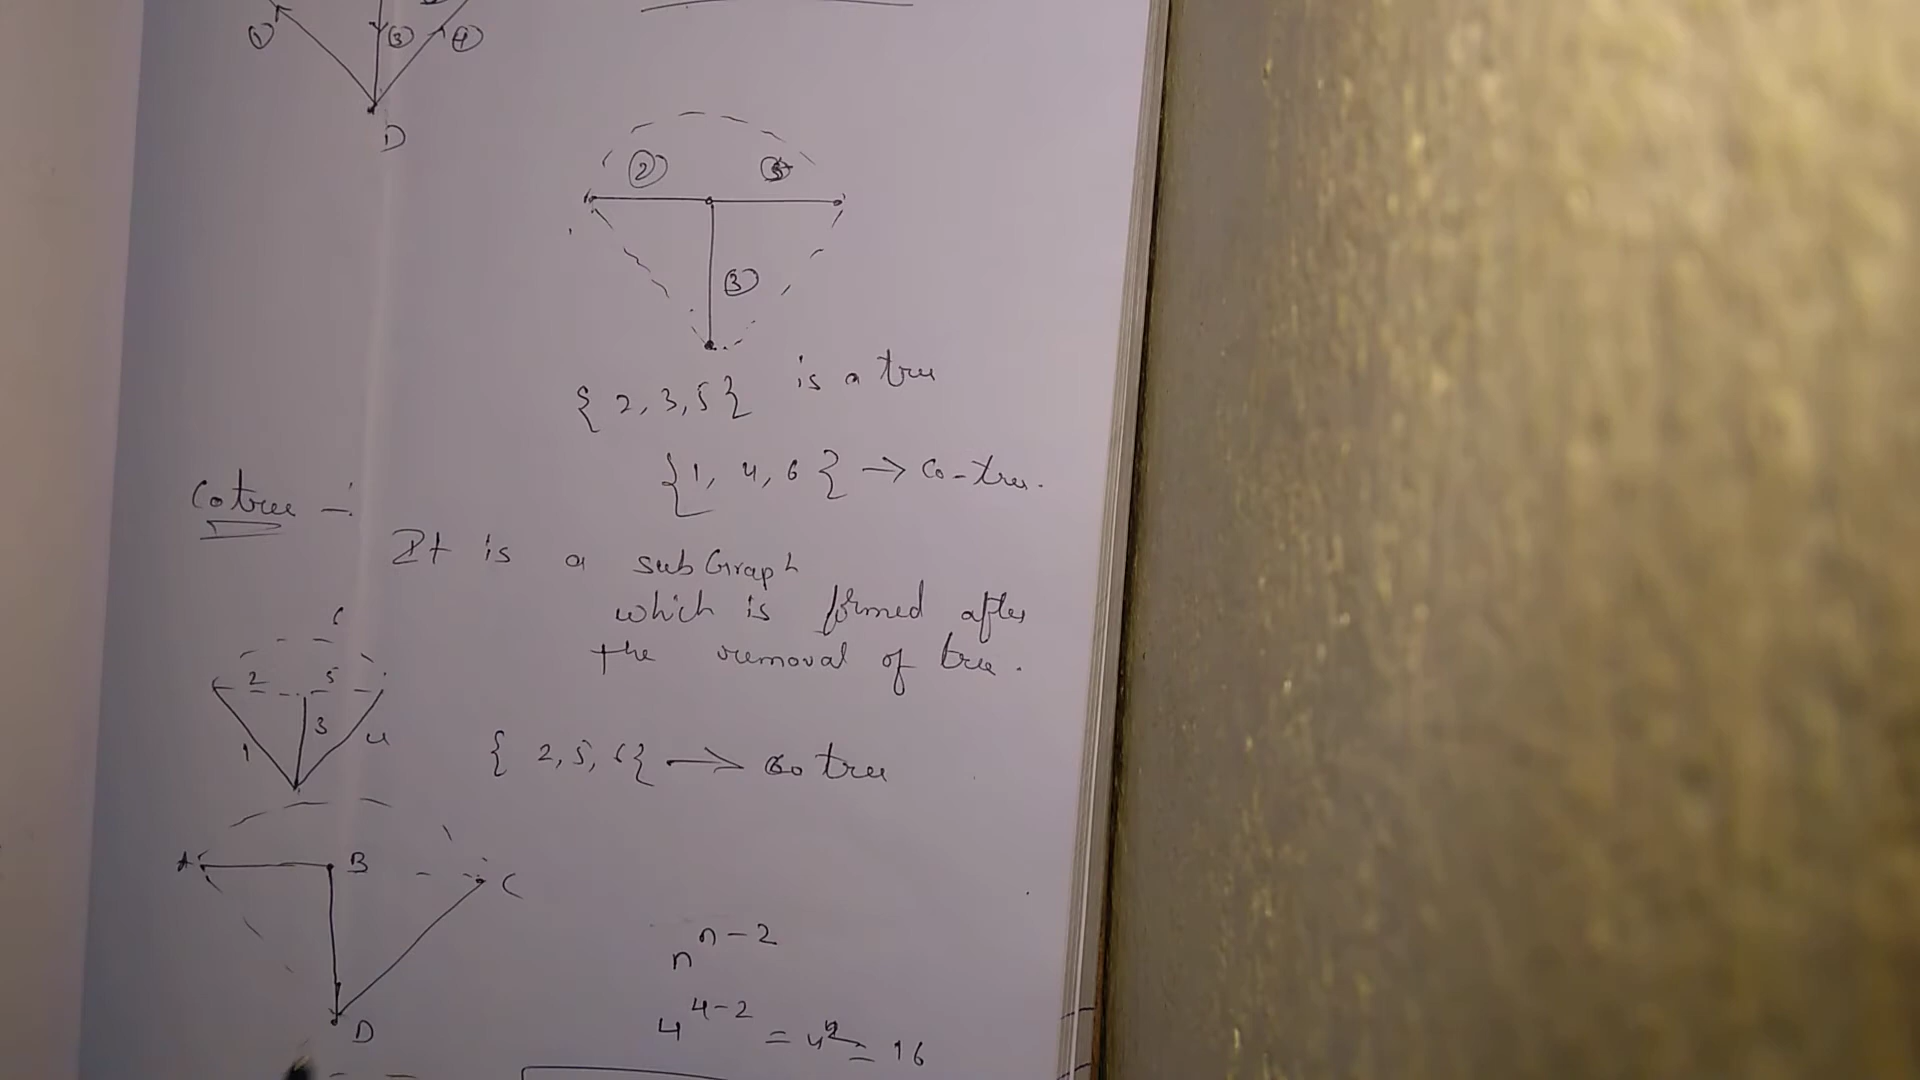 1 3 4
D
2 5
3
{ 2, 3, 5 } is a tree
{ 1, 4, 6 } → Co-tree.
Cotree :-
It is a subGraph
which is formed after
the removal of tree.
2 5
1 3 4
{ 2, 5, 6 } → co tree
A B C
D
n^{n-2}
4^{4-2} = 4^2 = 16